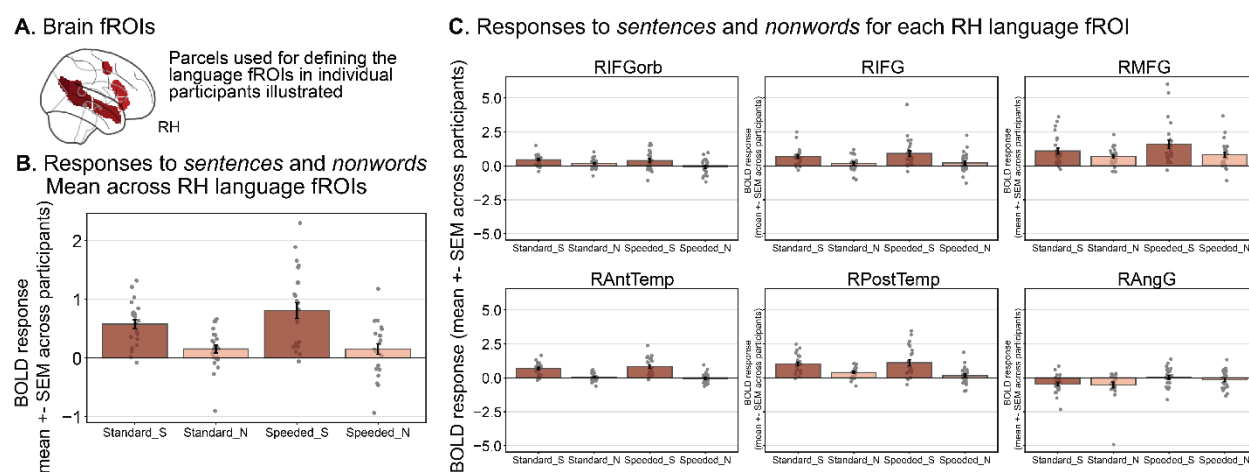 A. Brain fROIs
Parcels used for defining the
language fROIs in individual
participants illustrated
RH
B. Responses to sentences and nonwords
Mean across RH language fROIs
BOLD response
(mean +- SEM across participants)
2
1
0
−1
Standard_S Standard_N Speeded_S Speeded_N
C. Responses to sentences and nonwords for each RH language fROI
BOLD response (mean +- SEM across participants)
RIFGorb
5.0
2.5
0.0
−2.5
−5.0
Standard_S Standard_N Speeded_S Speeded_N
RIFG
BOLD response
(mean +- SEM across participants)
Standard_S Standard_N Speeded_S Speeded_N
RMFG
BOLD response
(mean +- SEM across participants)
Standard_S Standard_N Speeded_S Speeded_N
RAntTemp
5.0
2.5
0.0
−2.5
−5.0
Standard_S Standard_N Speeded_S Speeded_N
RPostTemp
BOLD response
(mean +- SEM across participants)
Standard_S Standard_N Speeded_S Speeded_N
RAngG
BOLD response
(mean +- SEM across participants)
Standard_S Standard_N Speeded_S Speeded_N